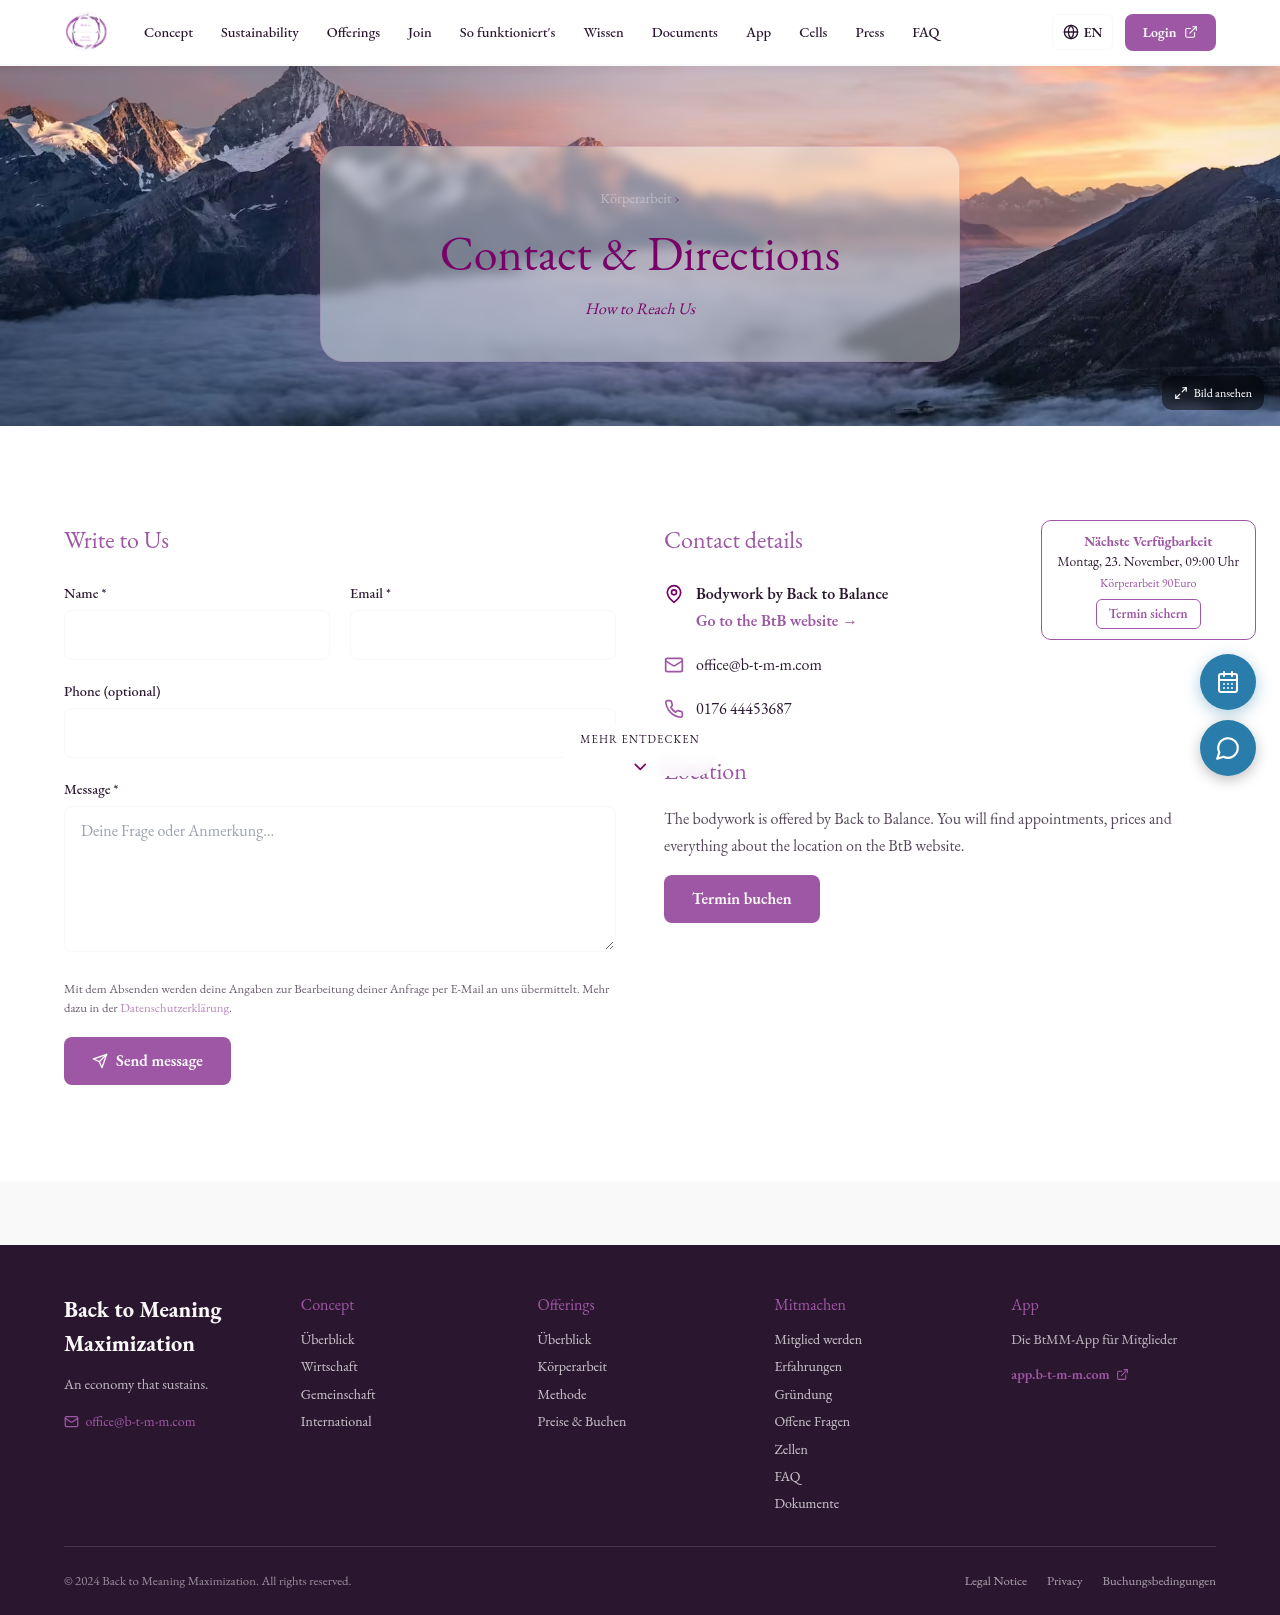 Concept
Sustainability
Offerings
Join
So funktioniert's
Wissen
Documents
App
Cells
Press
FAQ
EN
Login
Körperarbeit ›
Contact & Directions
How to Reach Us
Bild ansehen
Write to Us
Name *
Email *
Phone (optional)
Message *
Deine Frage oder Anmerkung...
Mit dem Absenden werden deine Angaben zur Bearbeitung deiner Anfrage per E-Mail an uns übermittelt. Mehr
dazu in der Datenschutzerklärung.
Send message
Contact details
Bodywork by Back to Balance
Go to the BtB website →
office@b-t-m-m.com
0176 44453687
MEHR ENTDECKEN
Location
The bodywork is offered by Back to Balance. You will find appointments, prices and
everything about the location on the BtB website.
Termin buchen
Nächste Verfügbarkeit
Montag, 23. November, 09:00 Uhr
Körperarbeit 90Euro
Termin sichern
Back to Meaning
Maximization
An economy that sustains.
office@b-t-m-m.com
Concept
Überblick
Wirtschaft
Gemeinschaft
International
Offerings
Überblick
Körperarbeit
Methode
Preise & Buchen
Mitmachen
Mitglied werden
Erfahrungen
Gründung
Offene Fragen
Zellen
FAQ
Dokumente
App
Die BtMM-App für Mitglieder
app.b-t-m-m.com
© 2024 Back to Meaning Maximization. All rights reserved.
Legal Notice
Privacy
Buchungsbedingungen